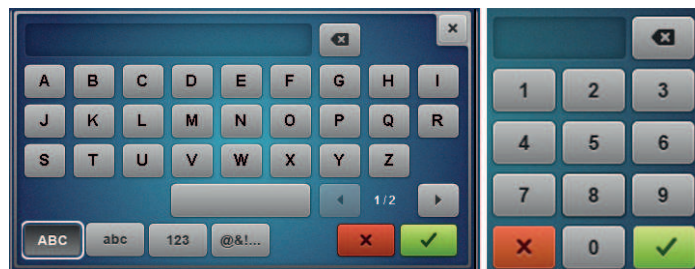 A B C D E F G H I
J K L M N O P Q R
S T U V W X Y Z
1/2
ABC abc 123 @&!...
1 2 3
4 5 6
7 8 9
0